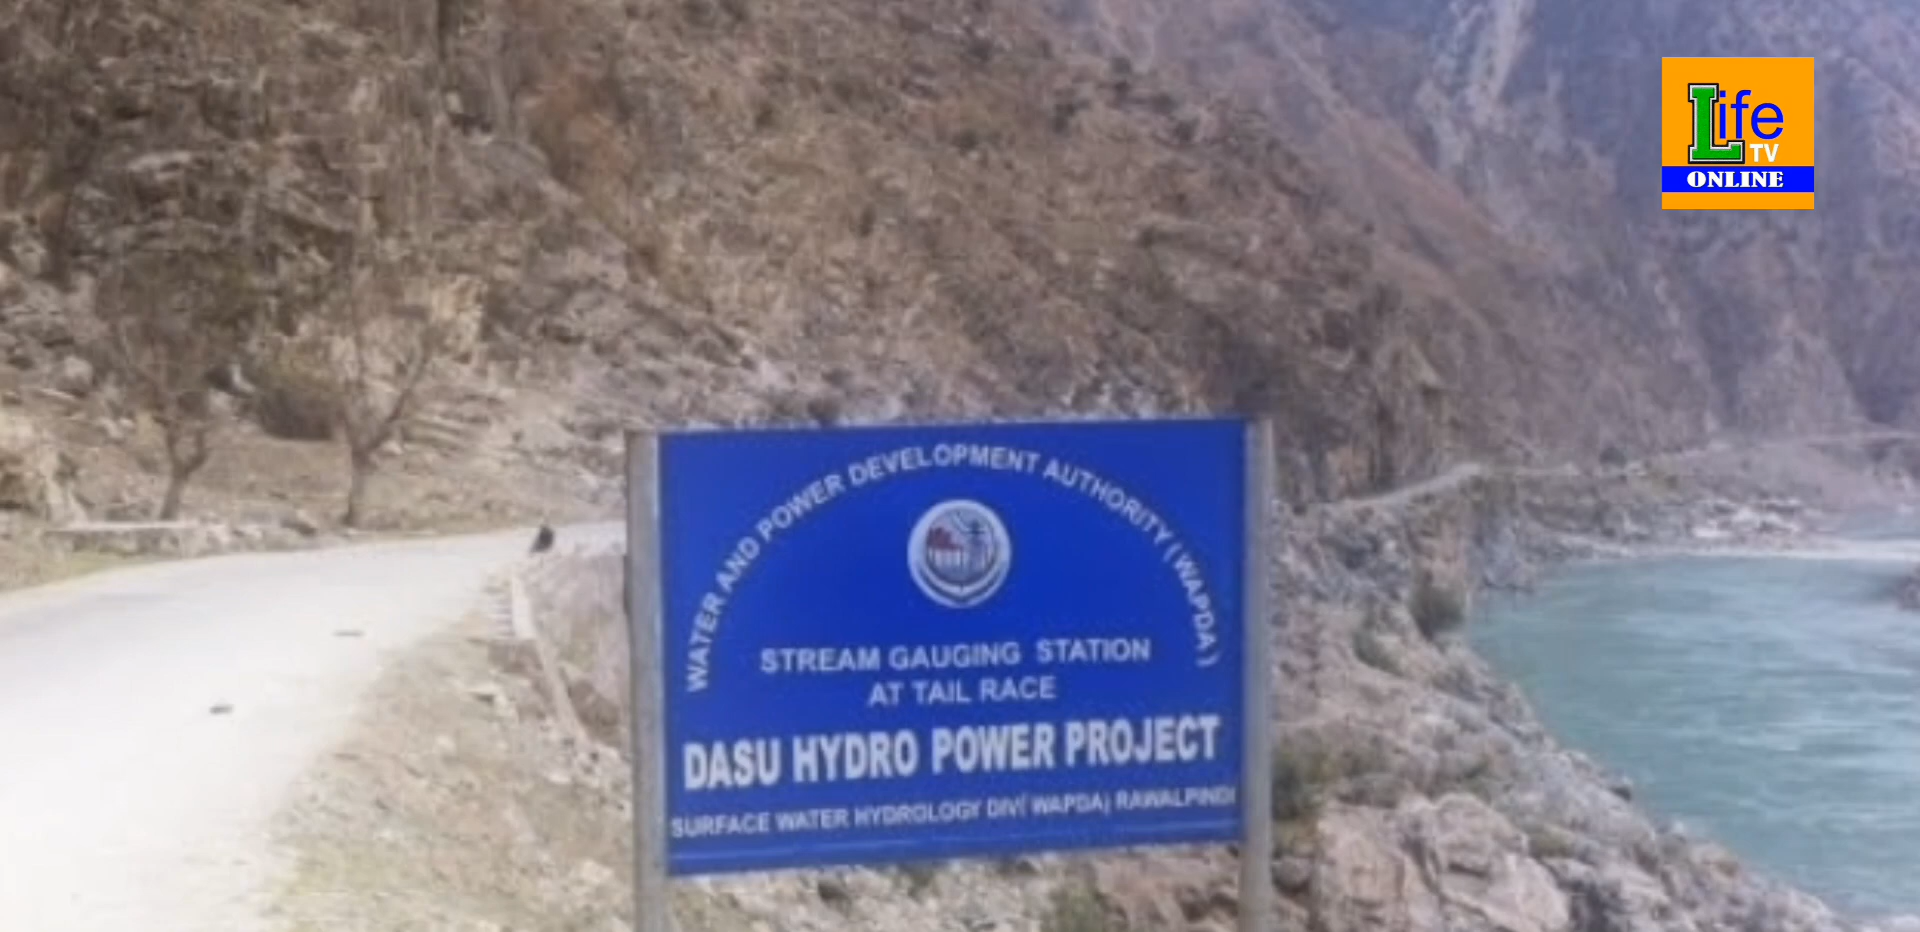 Life
TV
ONLINE
WATER AND POWER DEVELOPMENT AUTHORITY (WAPDA)
STREAM GAUGING STATION
AT TAIL RACE
DASU HYDRO POWER PROJECT
SURFACE WATER HYDROLOGY DIV( WAPDA) RAWALPINDI